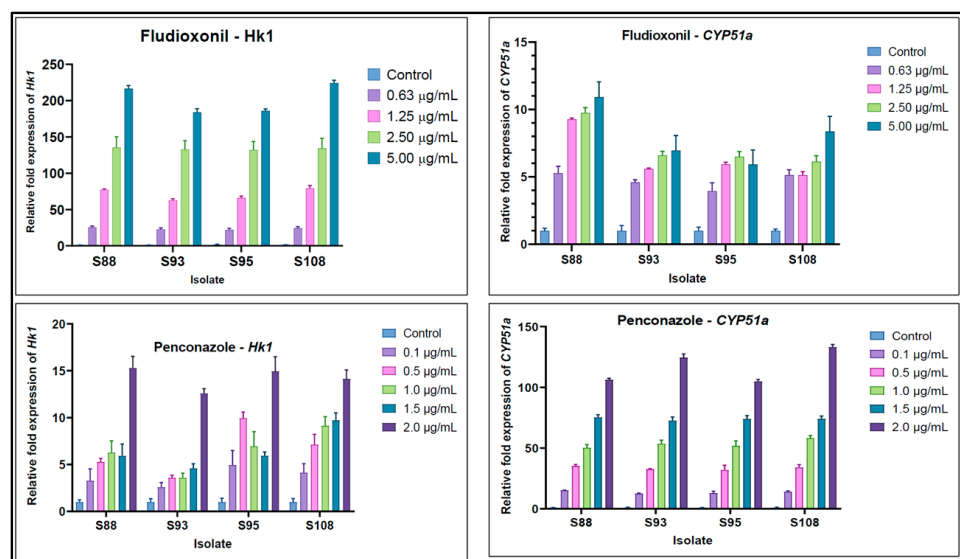 Fludioxonil - Hk1
Relative fold expression of Hk1
250
200
150
100
50
0
S88 S93 S95 S108
Isolate
Control
0.63 µg/mL
1.25 µg/mL
2.50 µg/mL
5.00 µg/mL
Fludioxonil - CYP51a
Relative fold expression of CYP51a
15
10
5
0
S88 S93 S95 S108
Isolate
Control
0.63 µg/mL
1.25 µg/mL
2.50 µg/mL
5.00 µg/mL
Penconazole - Hk1
Relative fold expression of Hk1
20
15
10
5
0
S88 S93 S95 S108
Isolate
Control
0.1 µg/mL
0.5 µg/mL
1.0 µg/mL
1.5 µg/mL
2.0 µg/mL
Penconazole - CYP51a
Relative fold expression of CYP51a
150
100
50
0
S88 S93 S95 S108
Isolate
Control
0.1 µg/mL
0.5 µg/mL
1.0 µg/mL
1.5 µg/mL
2.0 µg/mL